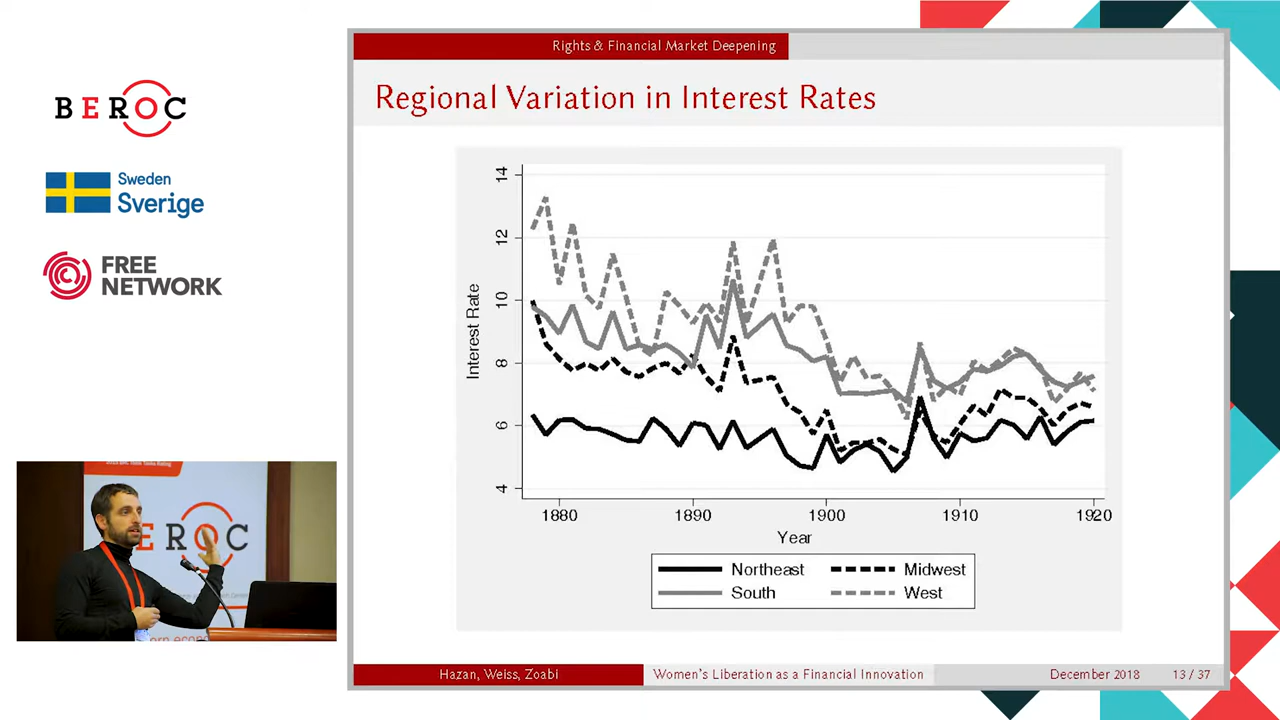 BEROC
Sweden
Sverige
FREE
NETWORK
Rights & Financial Market Deepening
Regional Variation in Interest Rates
14
12
10
8
6
4
Interest Rate
1880
1890
1900
1910
1920
Year
Northeast
Midwest
South
West
Hazan, Weiss, Zoabi
Women's Liberation as a Financial Innovation
December 2018
13 / 37
BEROC